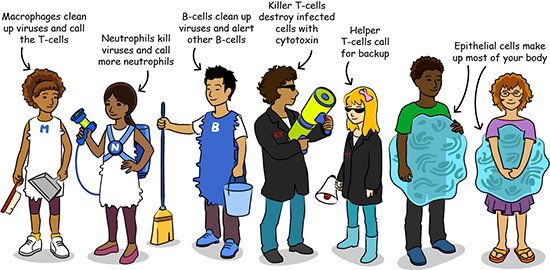 Macrophages clean
up viruses and call
the T-cells
Neutrophils kill
viruses and call
more neutrophils
B-cells clean up
viruses and alert
other B-cells
Killer T-cells
destroy infected
cells with
cytotoxin
Helper
T-cells call
for backup
Epithelial cells make
up most of your body
M
N
B
KT